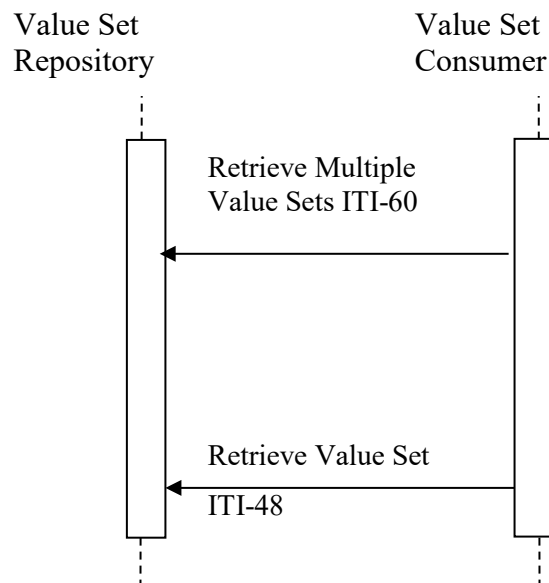 Value Set
Repository
Value Set
Consumer
Retrieve Multiple
Value Sets ITI-60
Retrieve Value Set
ITI-48